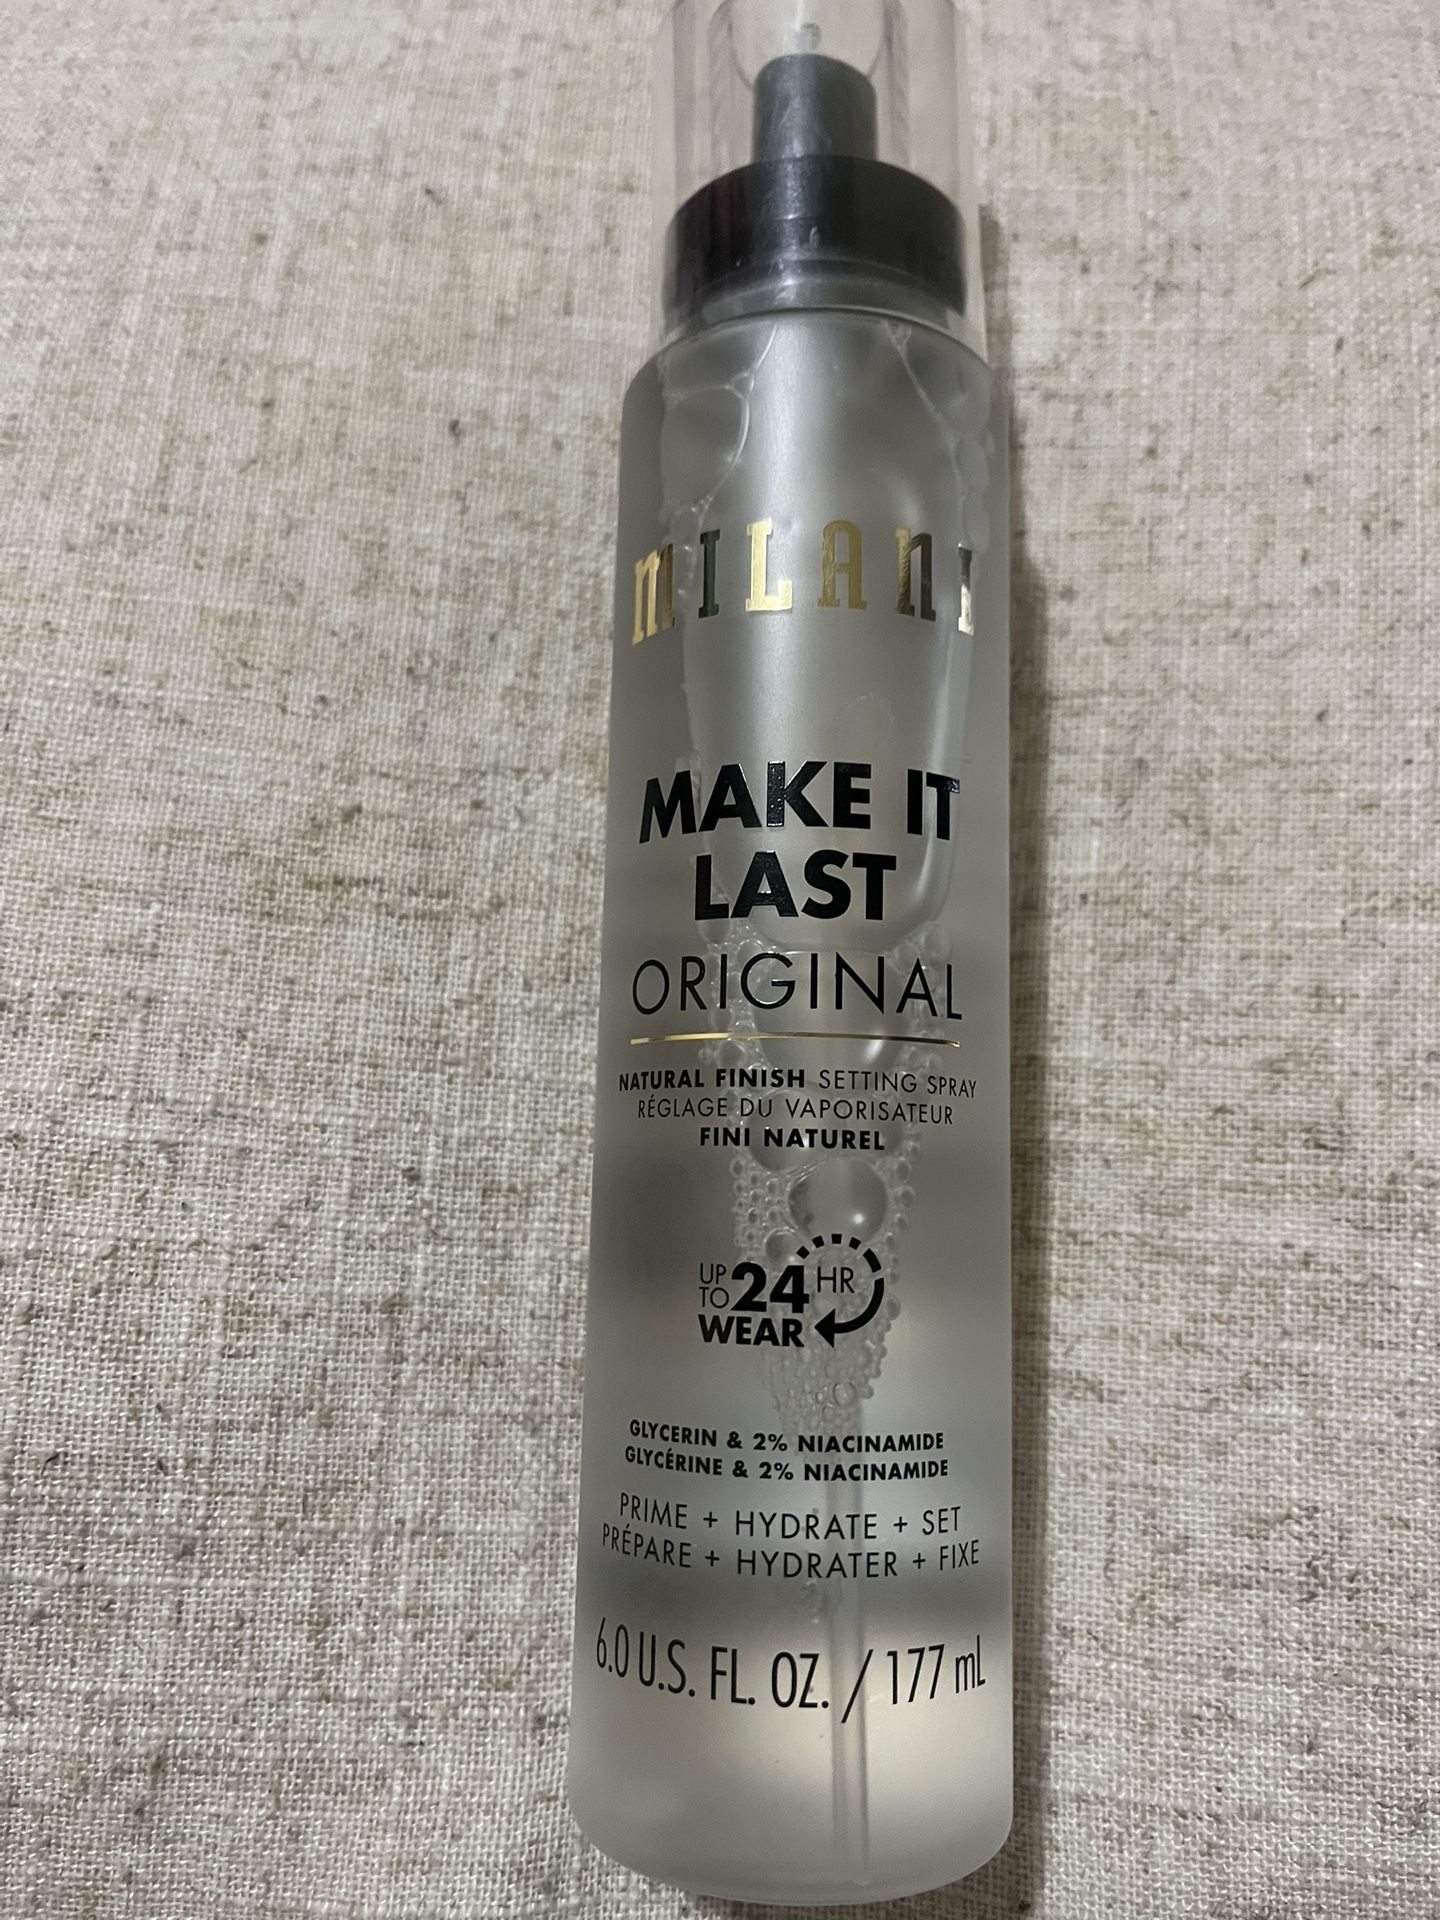 MILANI
MAKE IT
LAST
ORIGINAL
NATURAL FINISH SETTING SPRAY
RÉGLAGE DU VAPORISATEUR
FINI NATUREL
UP TO 24 HR
WEAR
GLYCERIN & 2% NIACINAMIDE
GLYCÉRINE & 2% NIACINAMIDE
PRIME + HYDRATE + SET
PRÉPARE + HYDRATER + FIXE
6.0 U.S. FL. OZ. / 177 mL